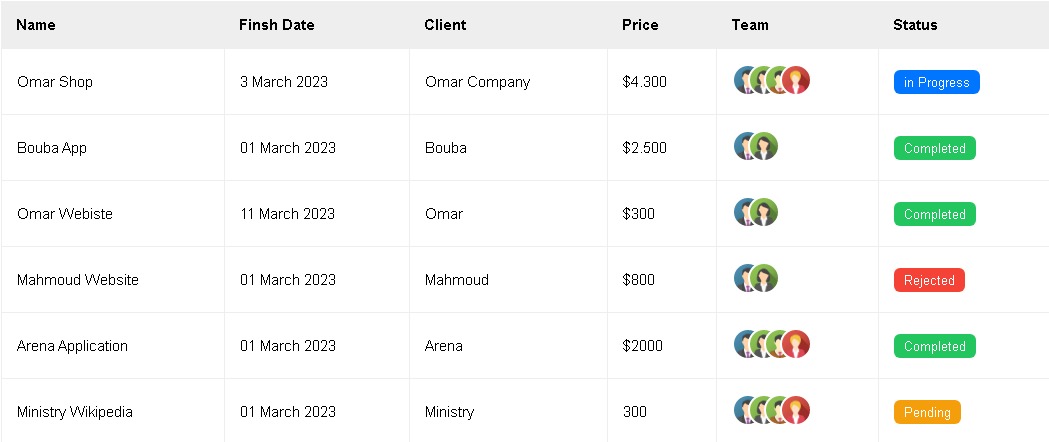 Name Finsh Date Client Price Team Status
Omar Shop 3 March 2023 Omar Company $4.300 in Progress
Bouba App 01 March 2023 Bouba $2.500 Completed
Omar Webiste 11 March 2023 Omar $300 Completed
Mahmoud Website 01 March 2023 Mahmoud $800 Rejected
Arena Application 01 March 2023 Arena $2000 Completed
Ministry Wikipedia 01 March 2023 Ministry 300 Pending